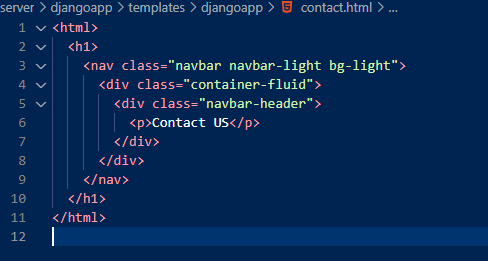 server > djangoapp > templates > djangoapp > contact.html > ...
1 <html>
2 <h1>
3 <nav class="navbar navbar-light bg-light">
4 <div class="container-fluid">
5 <div class="navbar-header">
6 <p>Contact US</p>
7 </div>
8 </div>
9 </nav>
10 </h1>
11 </html>
12